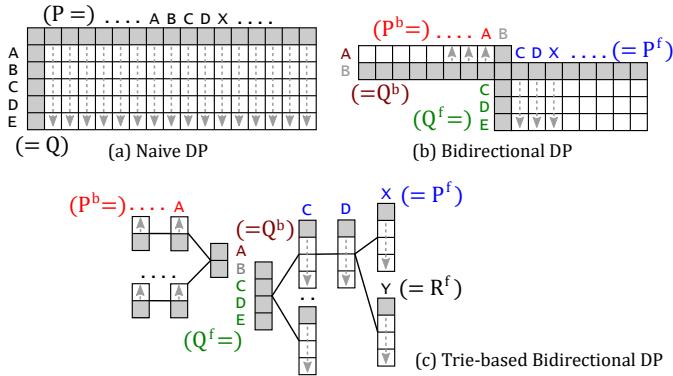 (P =) .... A B C D X ....
A
B
C
D
E
(= Q)
(a) Naive DP
(P^b=) .... A B
C D X .... (= P^f)
A
B
(=Q^b)
(Q^f=)
C
D
E
(b) Bidirectional DP
(P^b=) .... A
....
(=Q^b)
A
B
C
D
E
(Q^f=)
C
D
X (= P^f)
..
Y (= R^f)
(c) Trie-based Bidirectional DP